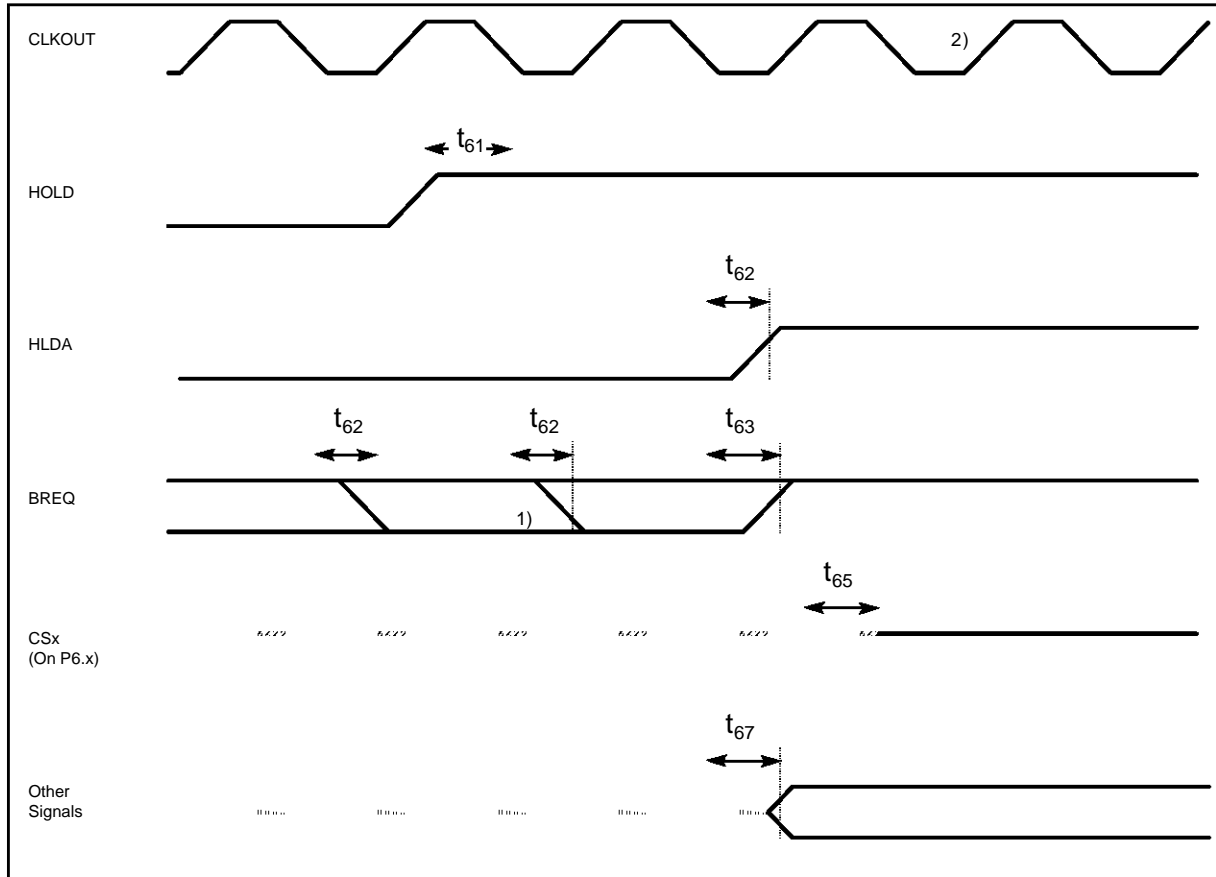 CLKOUT
2)
t61
HOLD
t62
HLDA
t62
t62
t63
BREQ
1)
t65
CSx
(On P6.x)
t67
Other
Signals